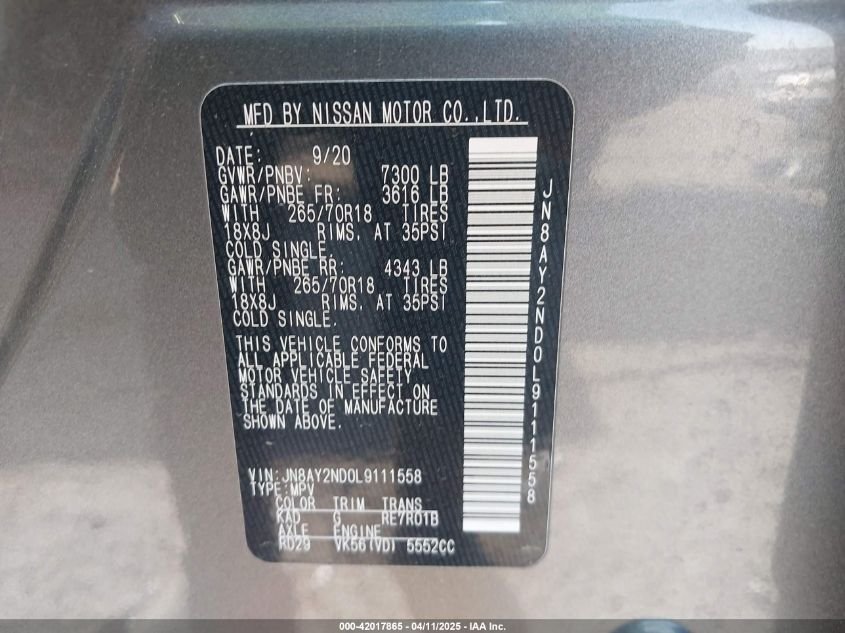 MFD BY NISSAN MOTOR CO.,LTD.
DATE: 9/20
GVWR/PNBV: 7300 LB
GAWR/PNBE FR: 3616 LB
WITH 265/70R18 TIRES
18X8J RIMS. AT 35PSI
COLD SINGLE.
GAWR/PNBE RR: 4343 LB
WITH 265/70R18 TIRES
18X8J RIMS. AT 35PSI
COLD SINGLE.
THIS VEHICLE CONFORMS TO
ALL APPLICABLE FEDERAL
MOTOR VEHICLE SAFETY
STANDARDS IN EFFECT ON
THE DATE OF MANUFACTURE
SHOWN ABOVE.
VIN:JN8AY2ND0L9111558
TYPE:MPV
COLOR TRIM TRANS
KAD G RE7R01B
AXLE ENGINE
RD29 VK56(VD) 5552CC
JN8AY2ND0L9111558
000-42017865 - 04/11/2025 - IAA Inc.